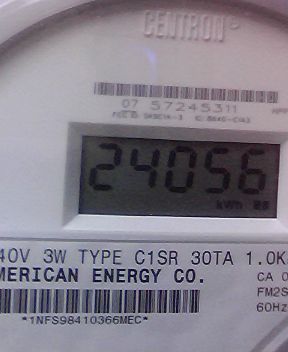 CENTRON®
07 57245311
24056
kWh
40V 3W TYPE C1SR 30TA 1.0K
MERICAN ENERGY CO.
CA 0
FM2S
60Hz
*1NFS98410366MEC*